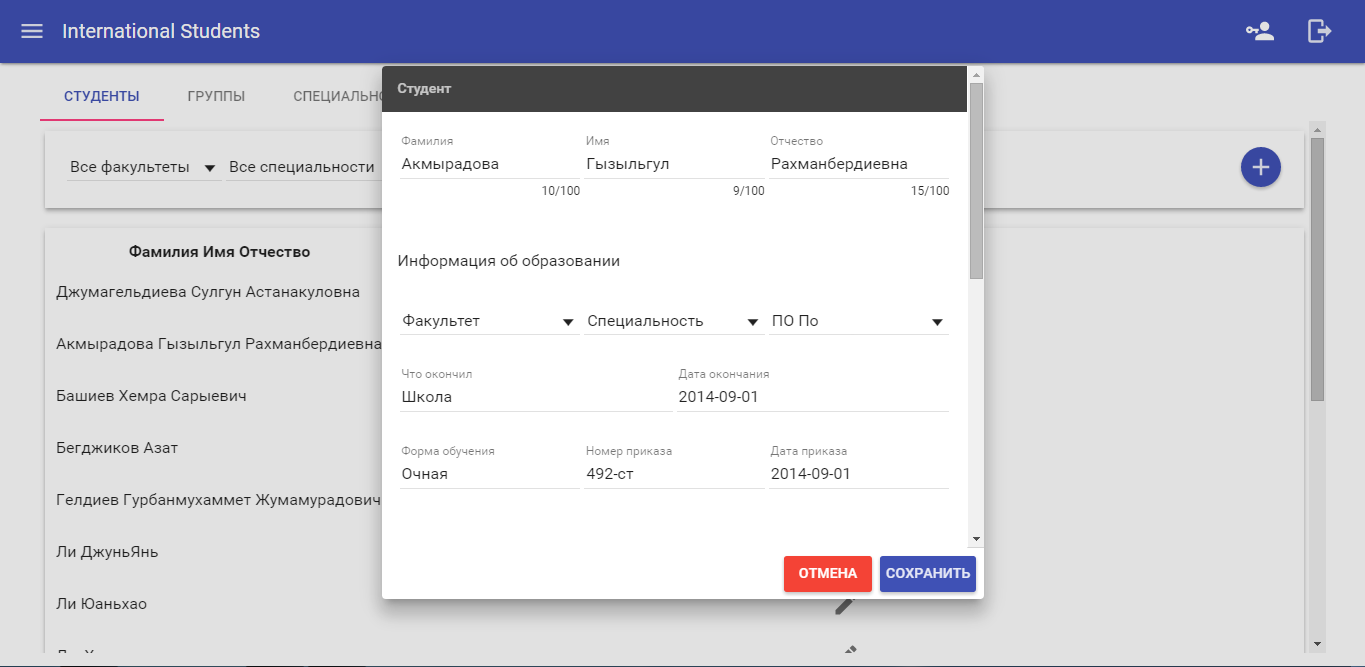 International Students
СТУДЕНТЫ ГРУППЫ СПЕЦИАЛЬНО
Все факультеты Все специальности
Фамилия Имя Отчество
Джумагельдиева Сулгун Астанакуловна
Акмырадова Гызыльгул Рахманбердиевна
Башиев Хемра Сарыевич
Бегджиков Азат
Гелдиев Гурбанмухаммет Жумамурадович
Ли ДжуньЯнь
Ли Юаньхао
Студент
Фамилия Имя Отчество
Акмырадова Гызыльгул Рахманбердиевна
10/100 9/100 15/100
Информация об образовании
Факультет Специальность ПО По
Что окончил Дата окончания
Школа 2014-09-01
Форма обучения Номер приказа Дата приказа
Очная 492-ст 2014-09-01
ОТМЕНА СОХРАНИТЬ